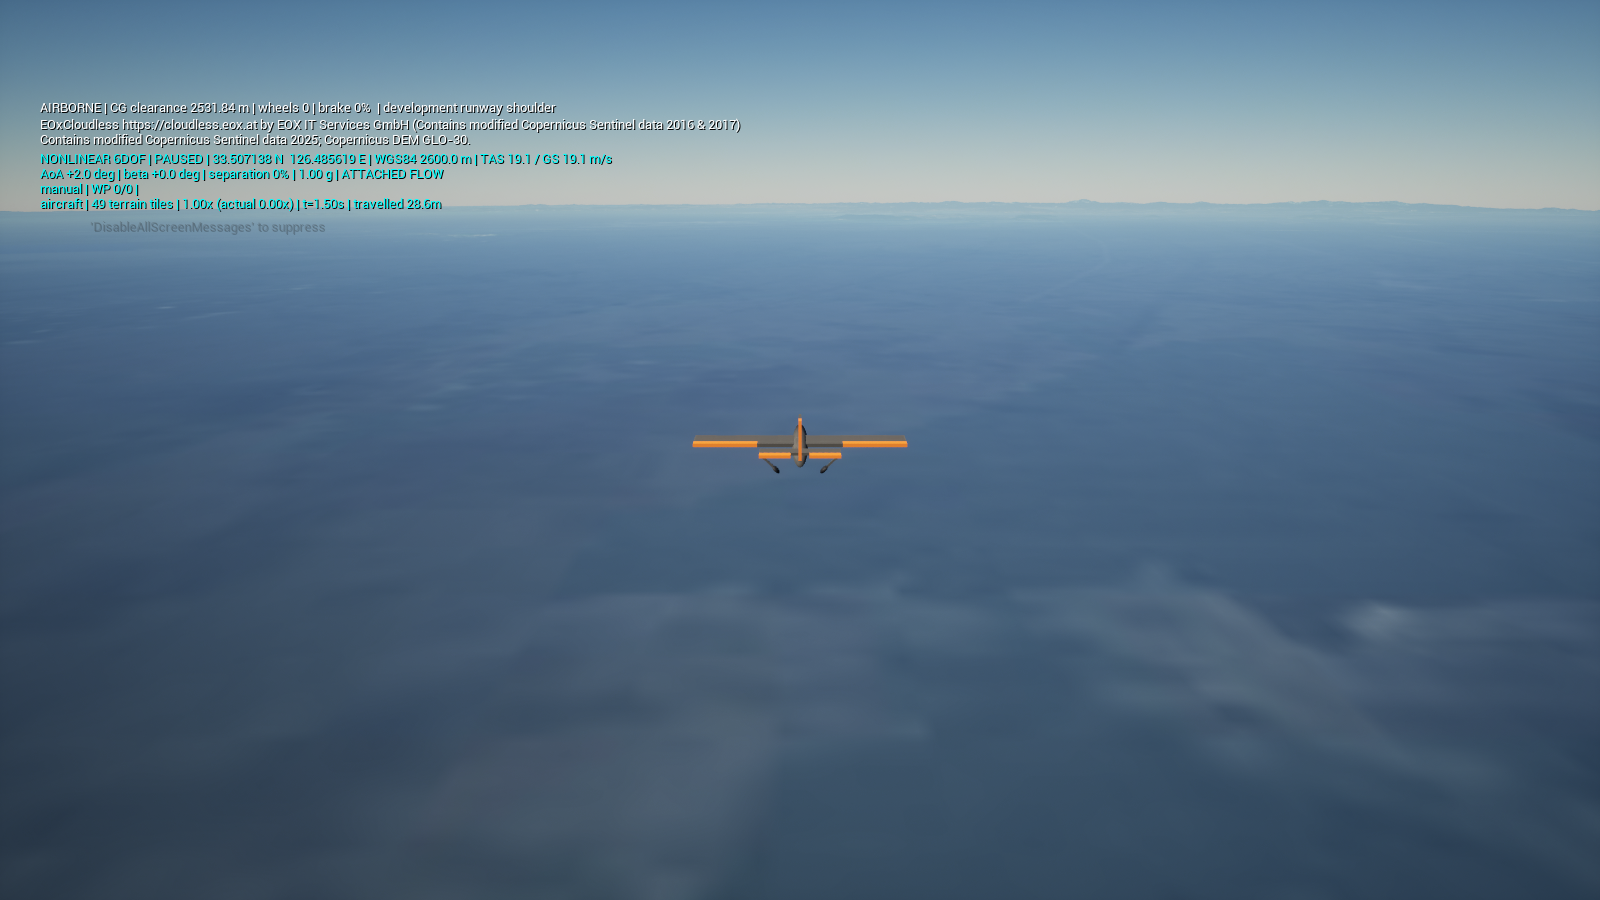 AIRBORNE | CG clearance 2531.84 m | wheels 0 | brake 0% | development runway shoulder
EOxCloudless https://cloudless.eox.at by EOX IT Services GmbH (Contains modified Copernicus Sentinel data 2016 & 2017)
Contains modified Copernicus Sentinel data 2025; Copernicus DEM GLO-30.
NONLINEAR 6DOF | PAUSED | 33.507138 N 126.485619 E | WGS84 2600.0 m | TAS 19.1 / GS 19.1 m/s
AoA +2.0 deg | beta +0.0 deg | separation 0% | 1.00 g | ATTACHED FLOW
manual | WP 0/0 |
aircraft | 49 terrain tiles | 1.00x (actual 0.00x) | t=1.50s | travelled 28.6m
'DisableAllScreenMessages' to suppress